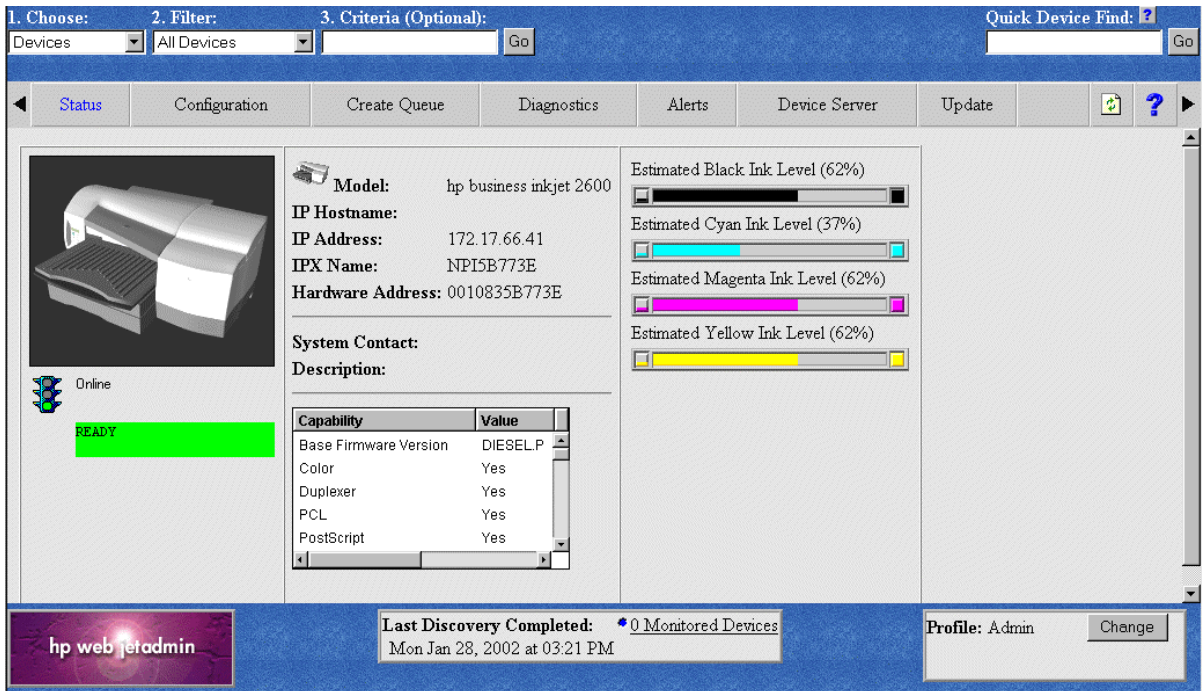 1. Choose: 2. Filter: 3. Criteria (Optional): Quick Device Find: ?
Devices All Devices Go Go
Status Configuration Create Queue Diagnostics Alerts Device Server Update ?
Model: hp business inkjet 2600
IP Hostname:
IP Address: 172.17.66.41
IPX Name: NPI5B773E
Hardware Address: 0010835B773E
System Contact:
Description:
Capability Value
Base Firmware Version DIESEL.P
Color Yes
Duplexer Yes
PCL Yes
PostScript Yes
Estimated Black Ink Level (62%)
Estimated Cyan Ink Level (37%)
Estimated Magenta Ink Level (62%)
Estimated Yellow Ink Level (62%)
Online
READY
hp web jetadmin
Last Discovery Completed: 0 Monitored Devices
Mon Jan 28, 2002 at 03:21 PM
Profile: Admin Change